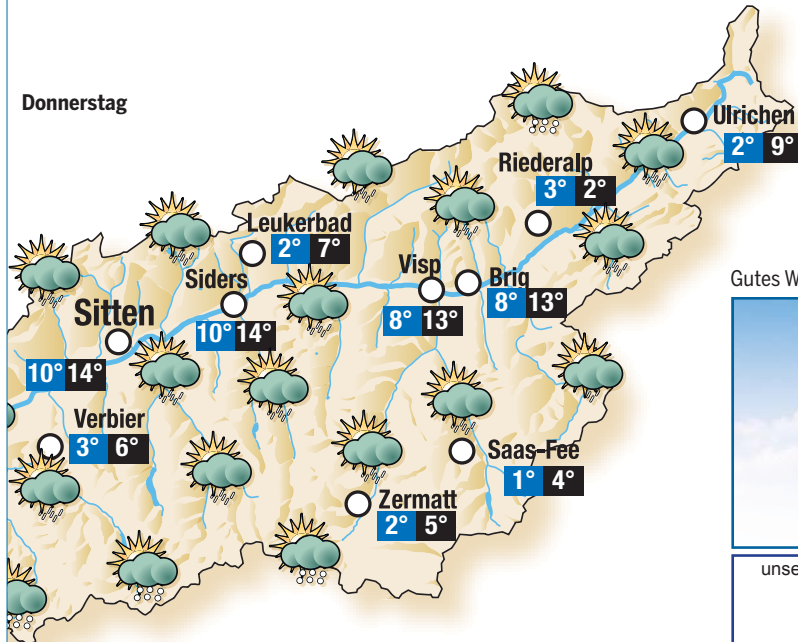 Donnerstag
Ulrichen
2° 9°
Riederalp
3° 2°
Leukerbad
2° 7°
Visp
8° 13°
Brig
8° 13°
Siders
10° 14°
Sitten
10° 14°
Verbier
3° 6°
Saas-Fee
1° 4°
Zermatt
2° 5°
Gutes W
unse